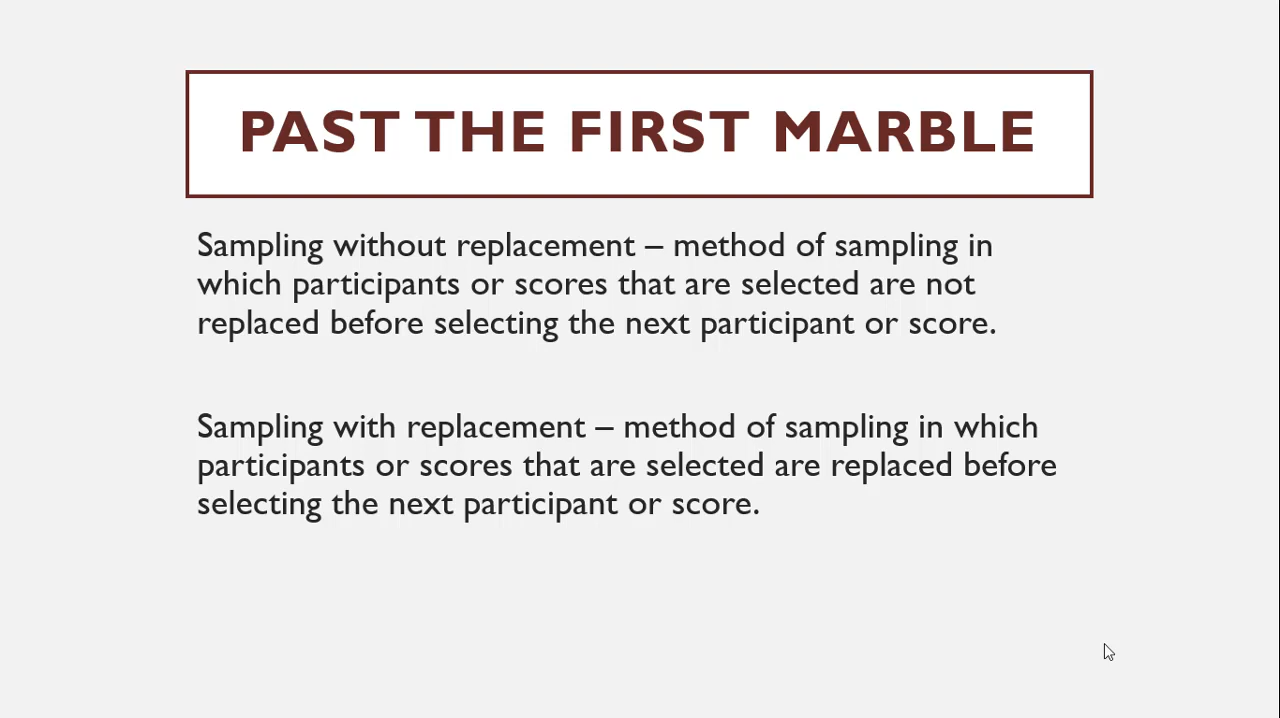 PAST THE FIRST MARBLE
Sampling without replacement – method of sampling in
which participants or scores that are selected are not
replaced before selecting the next participant or score.
Sampling with replacement – method of sampling in which
participants or scores that are selected are replaced before
selecting the next participant or score.